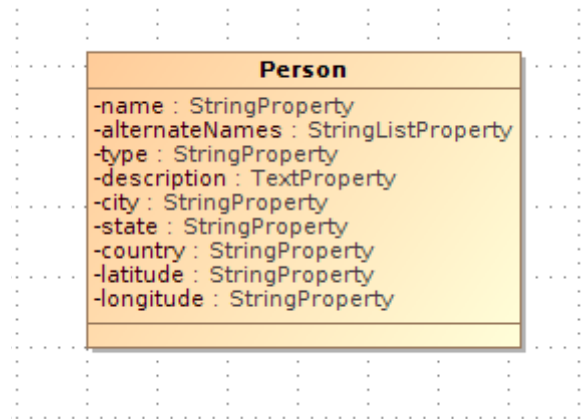 Person
-name : StringProperty
-alternateNames : StringListProperty
-type : StringProperty
-description : TextProperty
-city : StringProperty
-state : StringProperty
-country : StringProperty
-latitude : StringProperty
-longitude : StringProperty